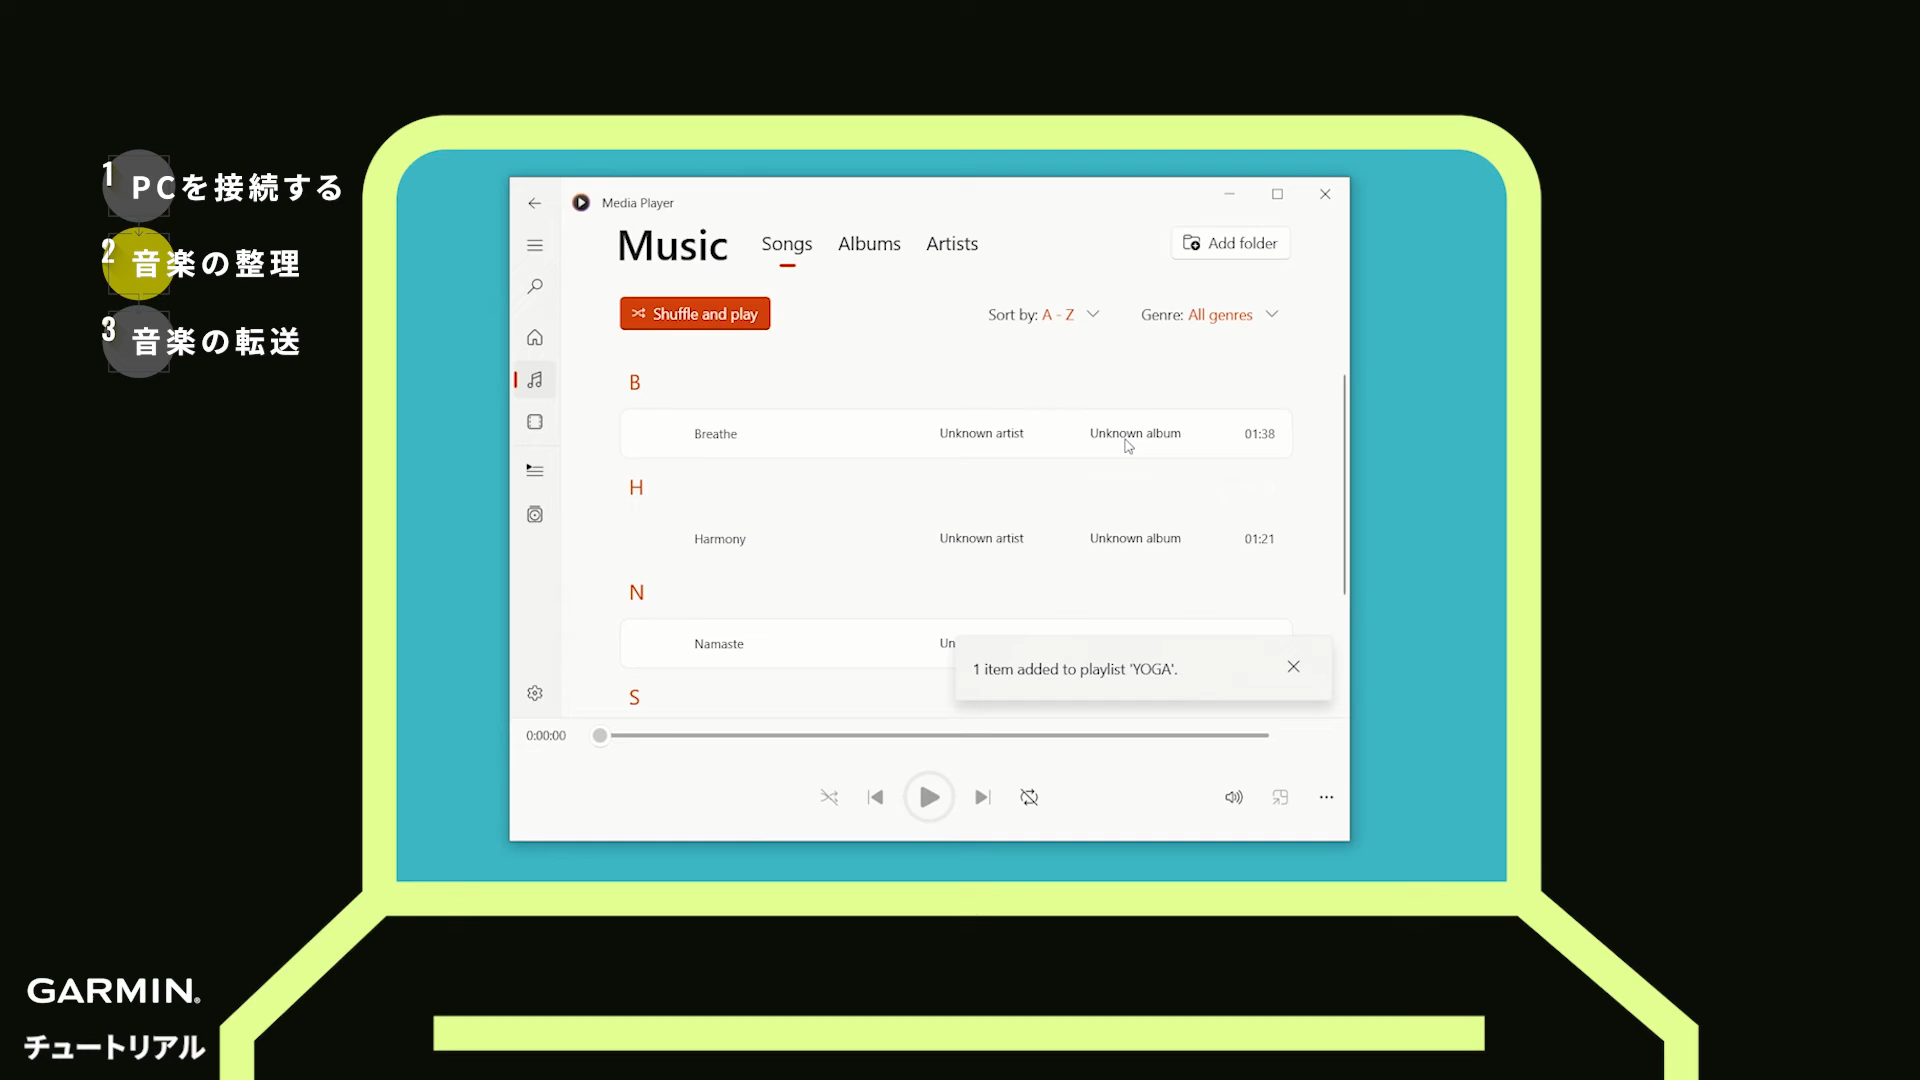 1 PCを接続する
2 音楽の整理
3 音楽の転送
Media Player
Music Songs Albums Artists Add folder
Shuffle and play Sort by: A - Z Genre: All genres
B
Breathe Unknown artist Unknown album 01:38
H
Harmony Unknown artist Unknown album 01:21
N
Namaste Un
1 item added to playlist 'YOGA'.
S
0:00:00
GARMIN®
チュートリアル